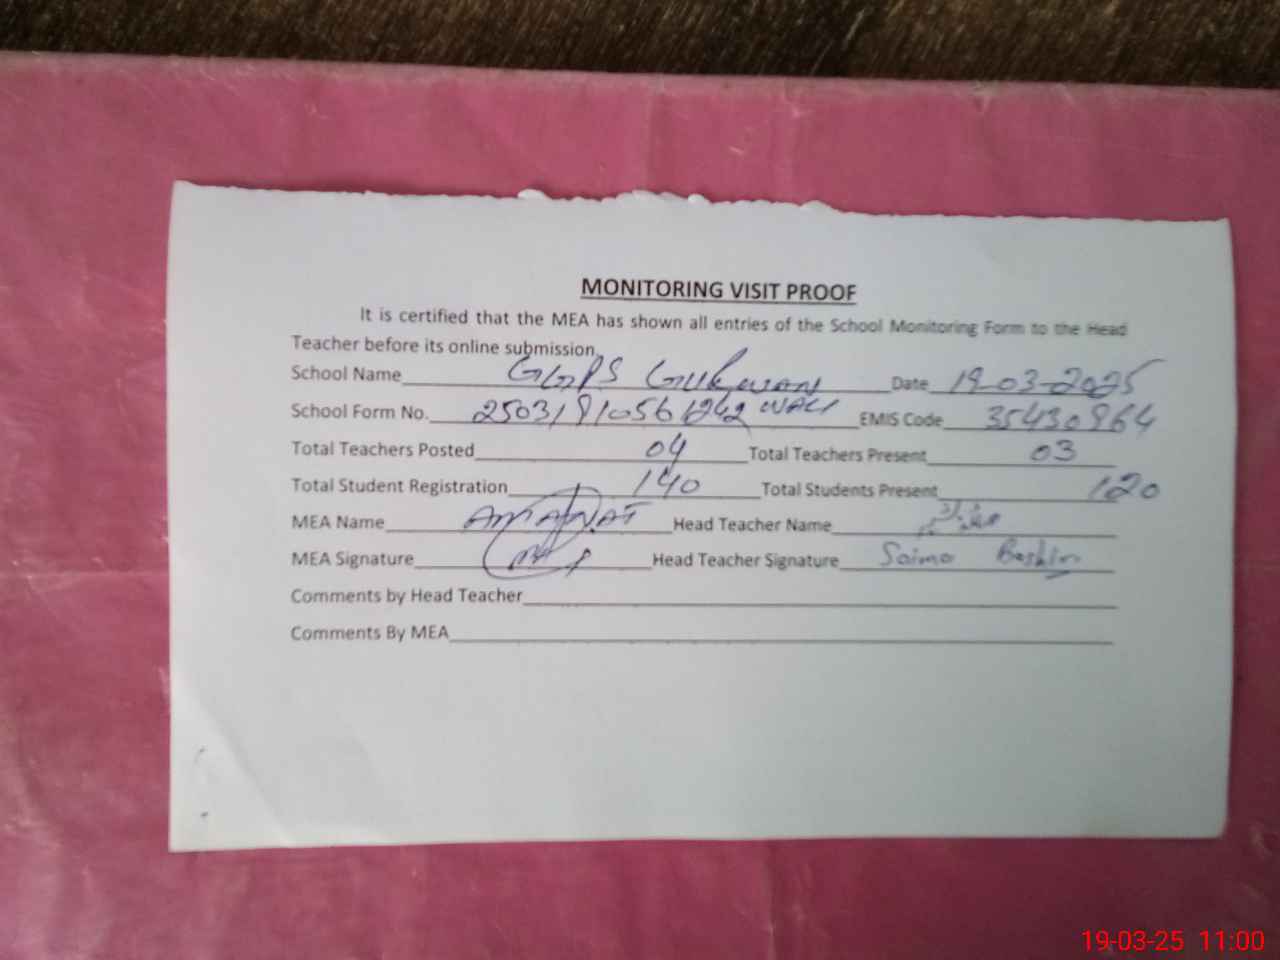 MONITORING VISIT PROOF
It is certified that the MEA has shown all entries of the School Monitoring Form to the Head
Teacher before its online submission.
School Name GGPS GUKWAN Date 19-03-2025
School Form No. WALI EMIS Code 35430964
Total Teachers Posted 04 Total Teachers Present 03
Total Student Registration 140 Total Students Present 120
MEA Name AMANAT Head Teacher Name
MEA Signature Head Teacher Signature Saima Bashir
Comments by Head Teacher
Comments By MEA
19-03-25 11:00